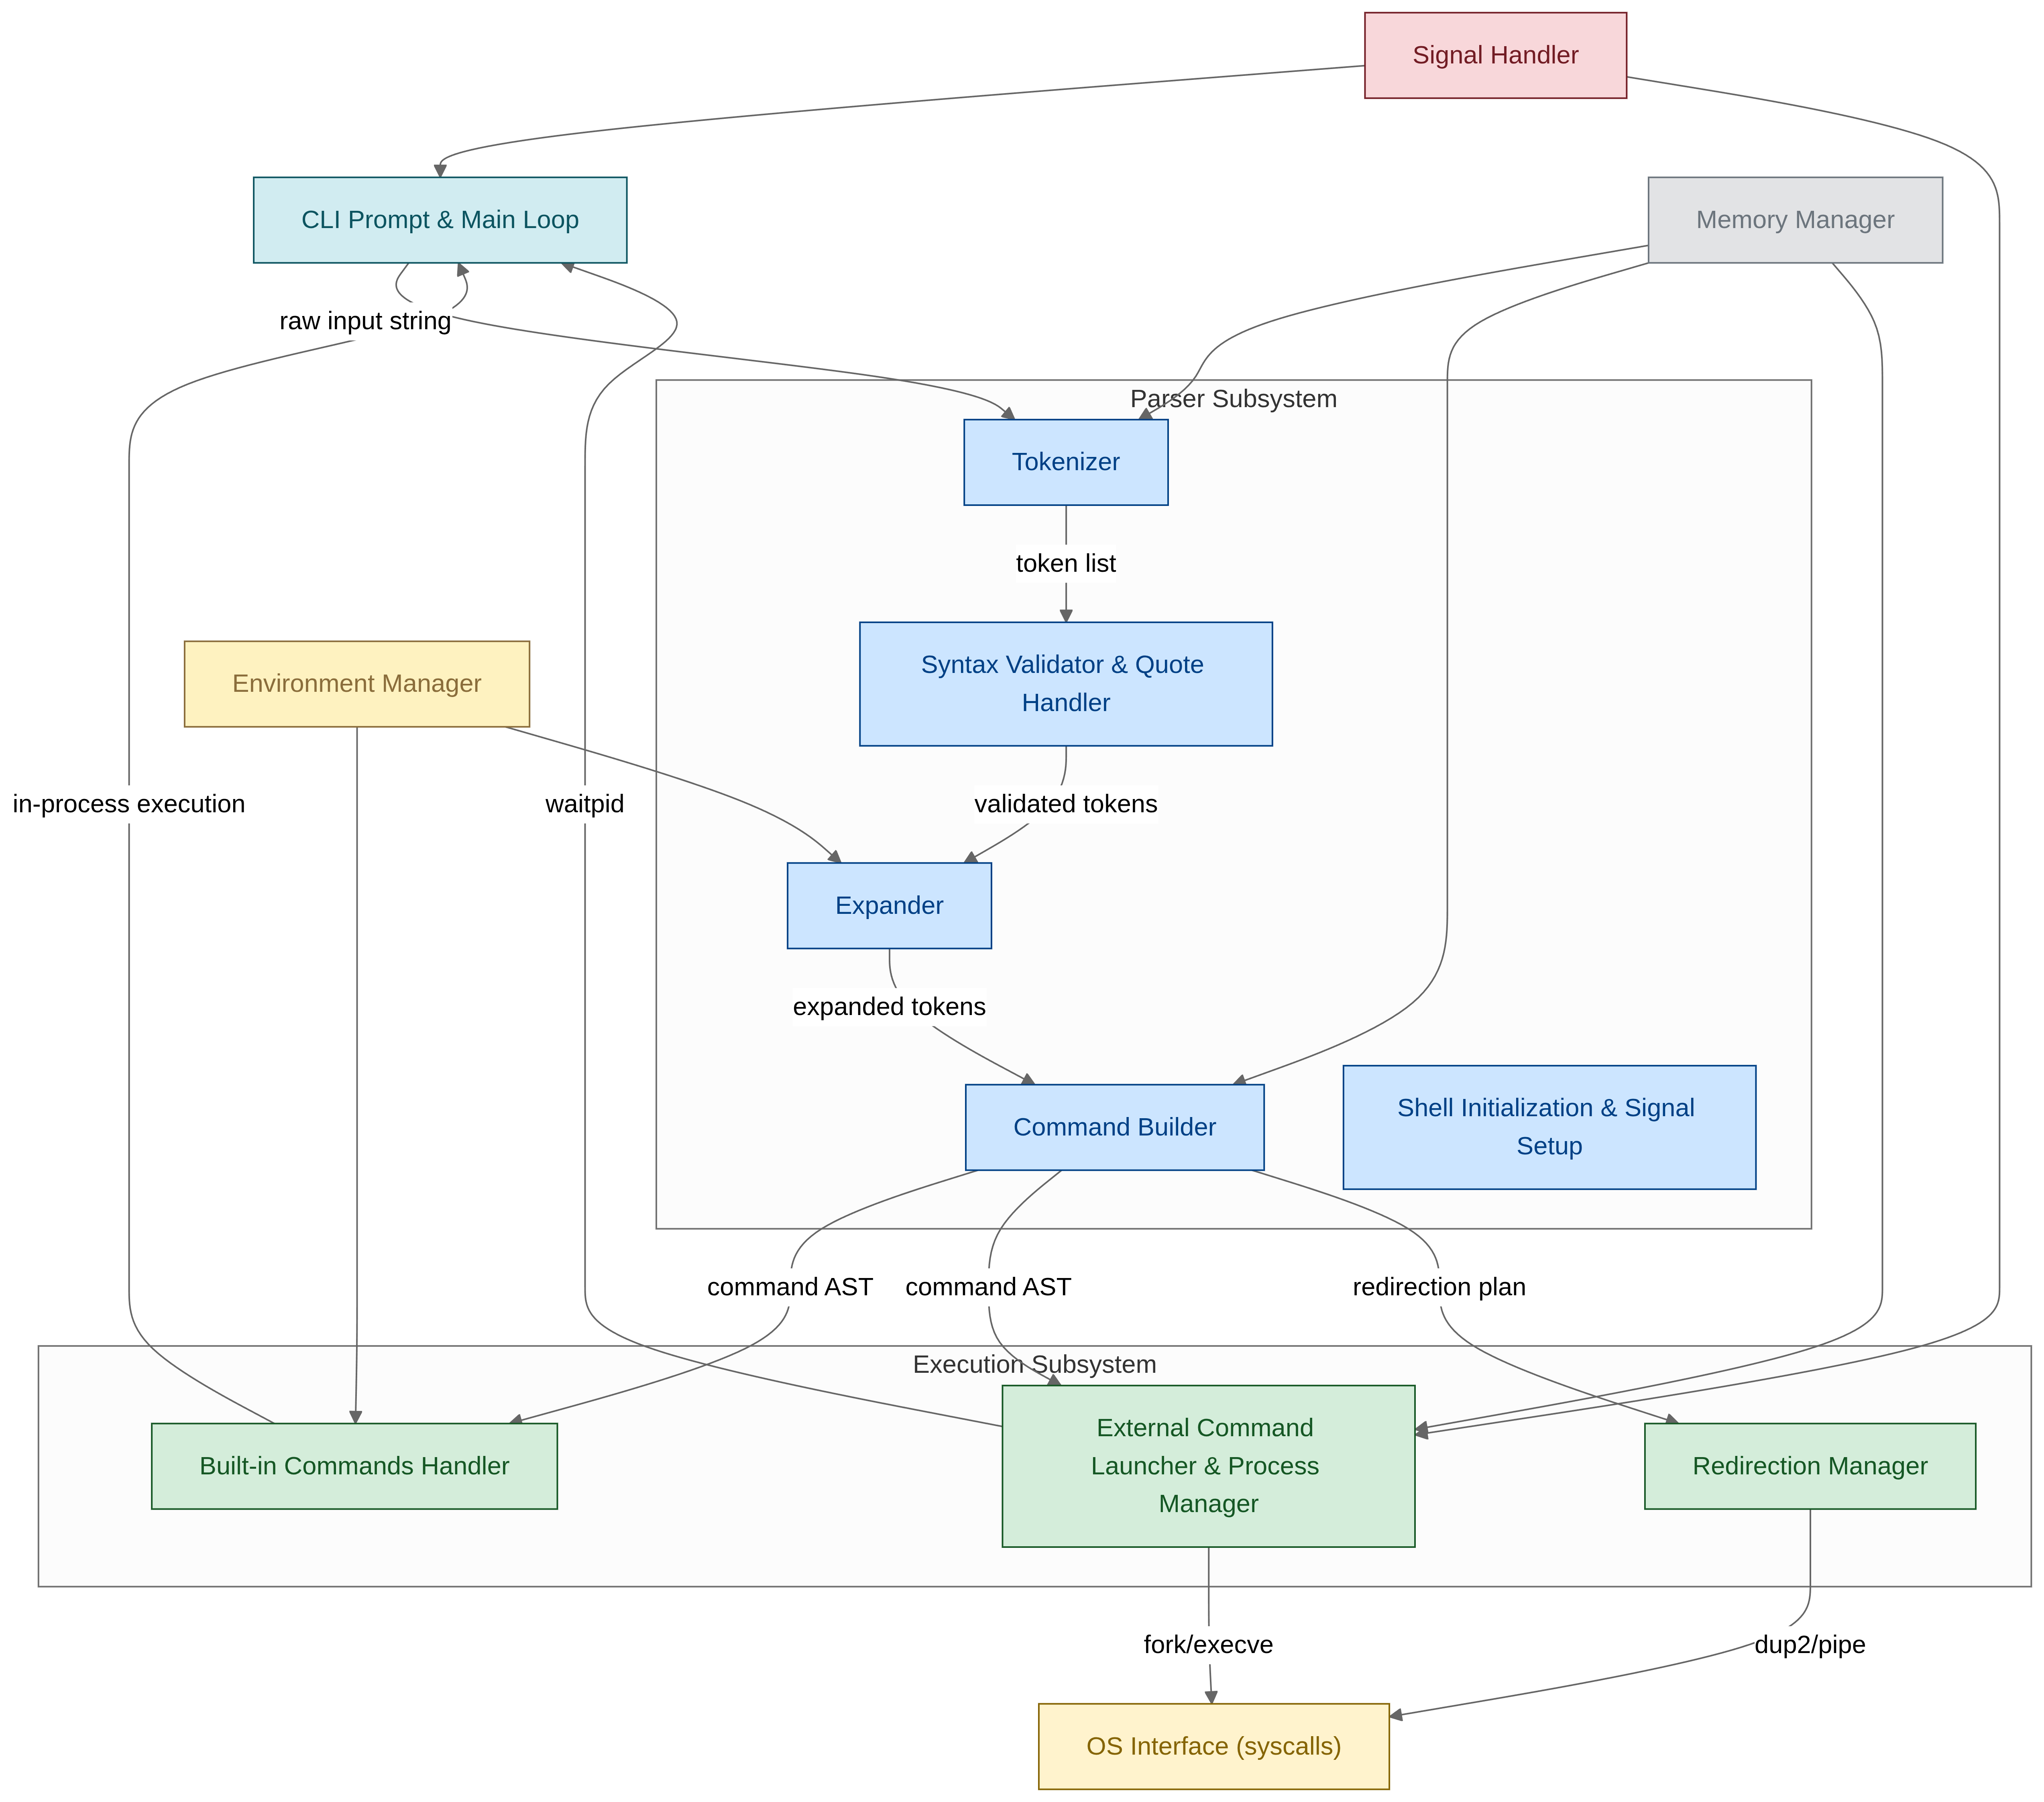 Signal Handler
CLI Prompt & Main Loop
Memory Manager
raw input string
Parser Subsystem
Tokenizer
token list
Syntax Validator & Quote
Handler
Environment Manager
in-process execution
waitpid
validated tokens
Expander
expanded tokens
Command Builder
Shell Initialization & Signal
Setup
command AST
command AST
redirection plan
Execution Subsystem
Built-in Commands Handler
External Command
Launcher & Process
Manager
Redirection Manager
fork/execve
dup2/pipe
OS Interface (syscalls)